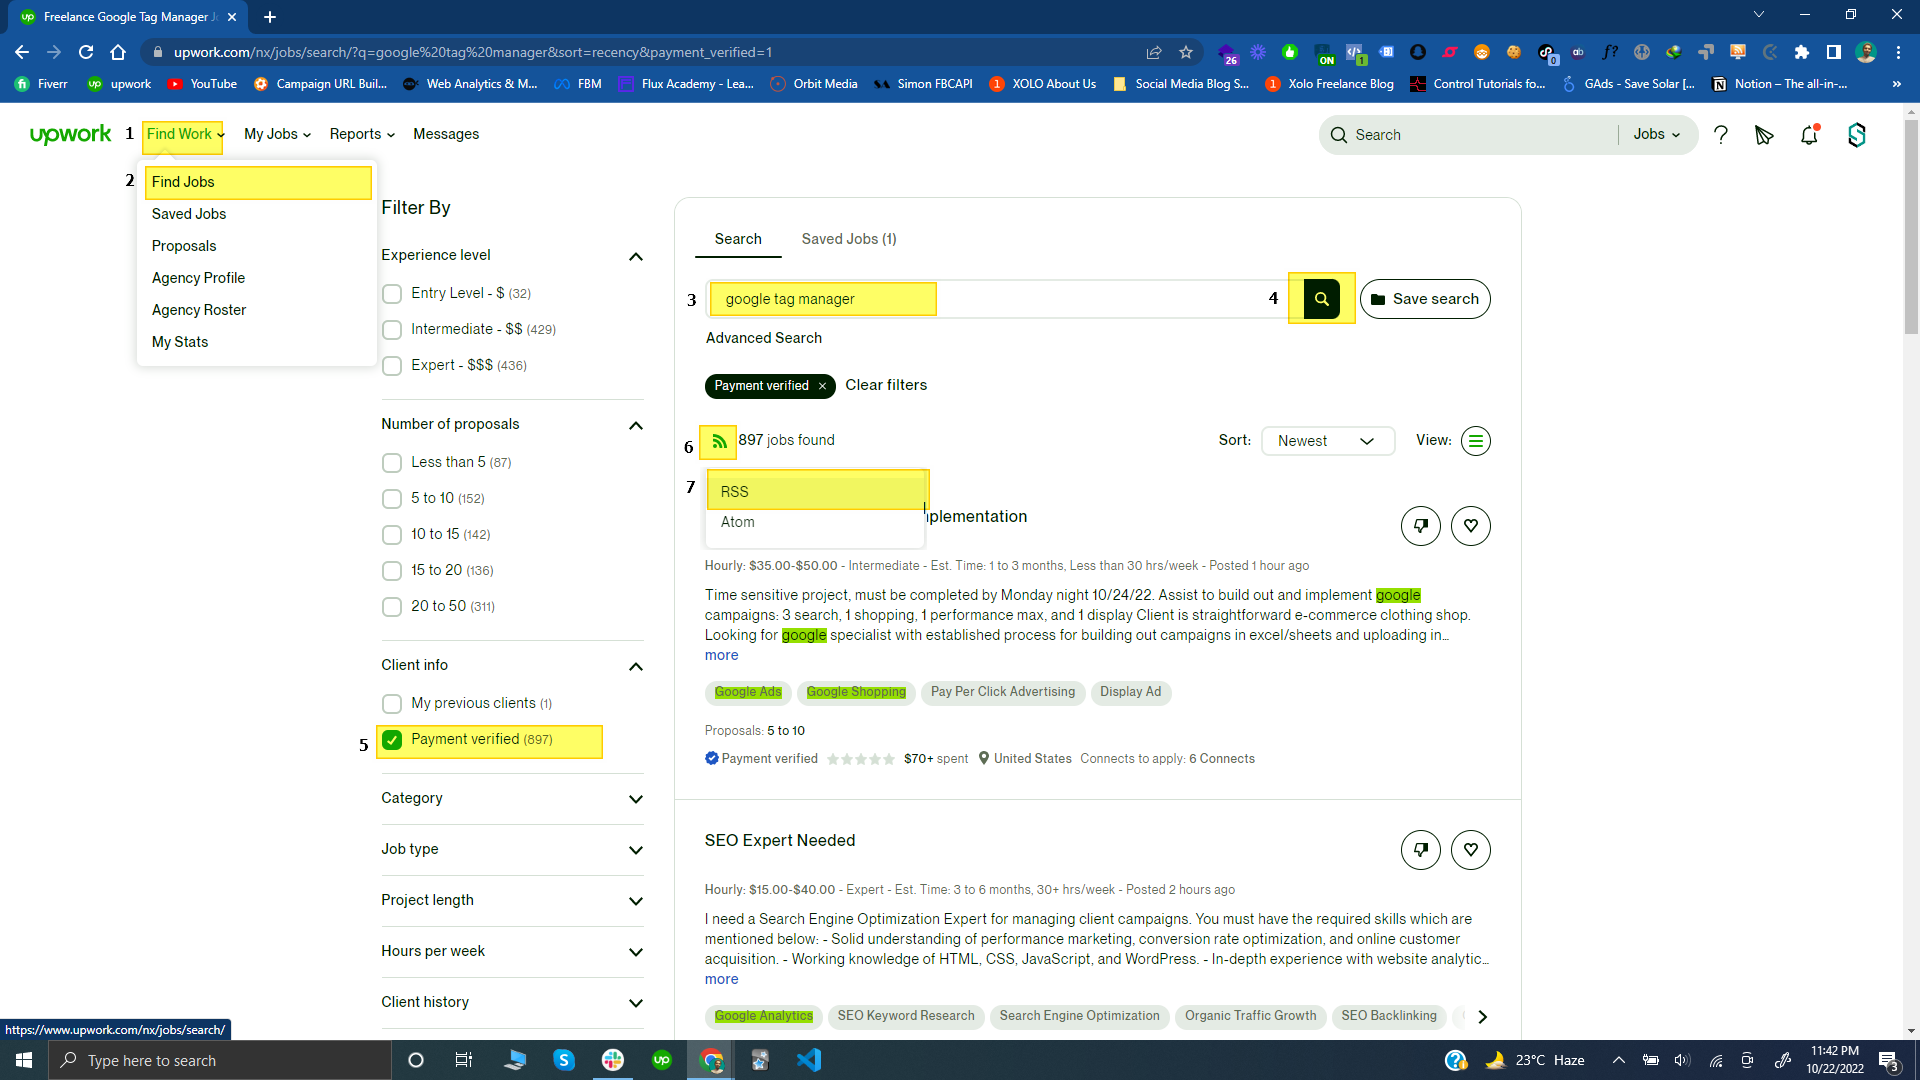 Freelance Google Tag Manager Jo
upwork.com/nx/jobs/search/?q=google%20tag%20manager&sort=recency&payment_verified=1
26
ON
1
0
ab
f?
Fiverr
upwork
YouTube
Campaign URL Buil...
Web Analytics & M...
FBM
Flux Academy - Lea...
Orbit Media
Simon FBCAPI
XOLO About Us
Social Media Blog S...
Xolo Freelance Blog
Control Tutorials fo...
GAds - Save Solar [...
Notion – The all-in-...
»
upwork
1
Find Work
My Jobs
Reports
Messages
Search
Jobs
?
2
Find Jobs
Saved Jobs
Proposals
Agency Profile
Agency Roster
My Stats
Filter By
Experience level
Entry Level - $ (32)
Intermediate - $$ (429)
Expert - $$$ (436)
Number of proposals
Less than 5 (87)
5 to 10 (152)
10 to 15 (142)
15 to 20 (136)
20 to 50 (311)
Client info
My previous clients (1)
5
Payment verified (897)
Category
Job type
Project length
Hours per week
Client history
Search
Saved Jobs (1)
3
google tag manager
4
Save search
Advanced Search
Payment verified ×
Clear filters
6
897 jobs found
Sort:
Newest
View:
7
RSS
Atom
plementation
Hourly: $35.00-$50.00 - Intermediate - Est. Time: 1 to 3 months, Less than 30 hrs/week - Posted 1 hour ago
Time sensitive project, must be completed by Monday night 10/24/22. Assist to build out and implement google
campaigns: 3 search, 1 shopping, 1 performance max, and 1 display Client is straightforward e-commerce clothing shop.
Looking for google specialist with established process for building out campaigns in excel/sheets and uploading in...
more
Google Ads
Google Shopping
Pay Per Click Advertising
Display Ad
Proposals: 5 to 10
Payment verified
$70+ spent
United States
Connects to apply: 6 Connects
SEO Expert Needed
Hourly: $15.00-$40.00 - Expert - Est. Time: 3 to 6 months, 30+ hrs/week - Posted 2 hours ago
I need a Search Engine Optimization Expert for managing client campaigns. You must have the required skills which are
mentioned below: - Solid understanding of performance marketing, conversion rate optimization, and online customer
acquisition. - Working knowledge of HTML, CSS, JavaScript, and WordPress. - In-depth experience with website analytic...
more
Google Analytics
SEO Keyword Research
Search Engine Optimization
Organic Traffic Growth
SEO Backlinking
https://www.upwork.com/nx/jobs/search/
Type here to search
23°C Haze
11:42 PM
10/22/2022
3